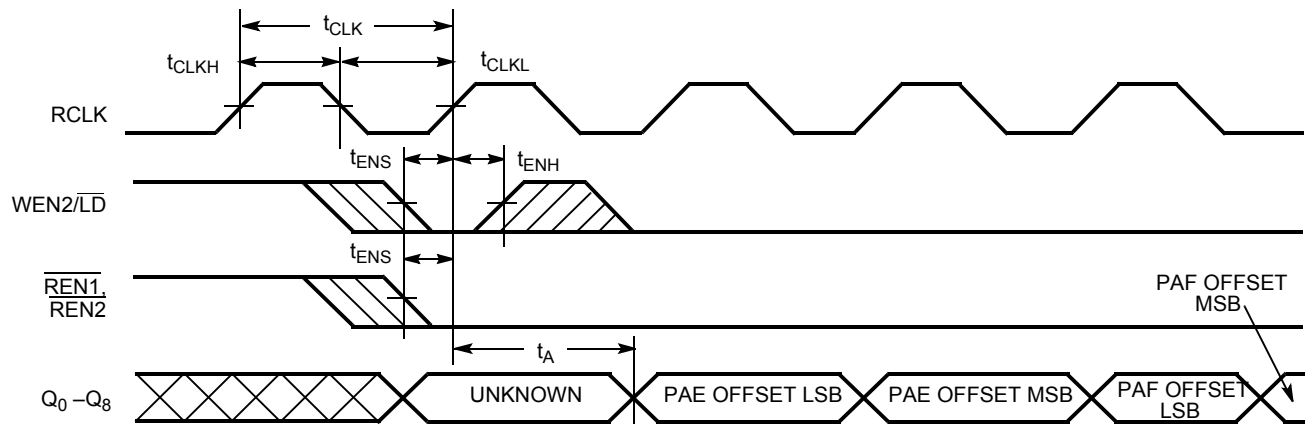 tCLK
tCLKH
tCLKL
RCLK
tENS
tENH
WEN2/LD
tENS
REN1,
REN2
PAF OFFSET
MSB
tA
Q0 –Q8
UNKNOWN
PAE OFFSET LSB
PAE OFFSET MSB
PAF OFFSET
LSB